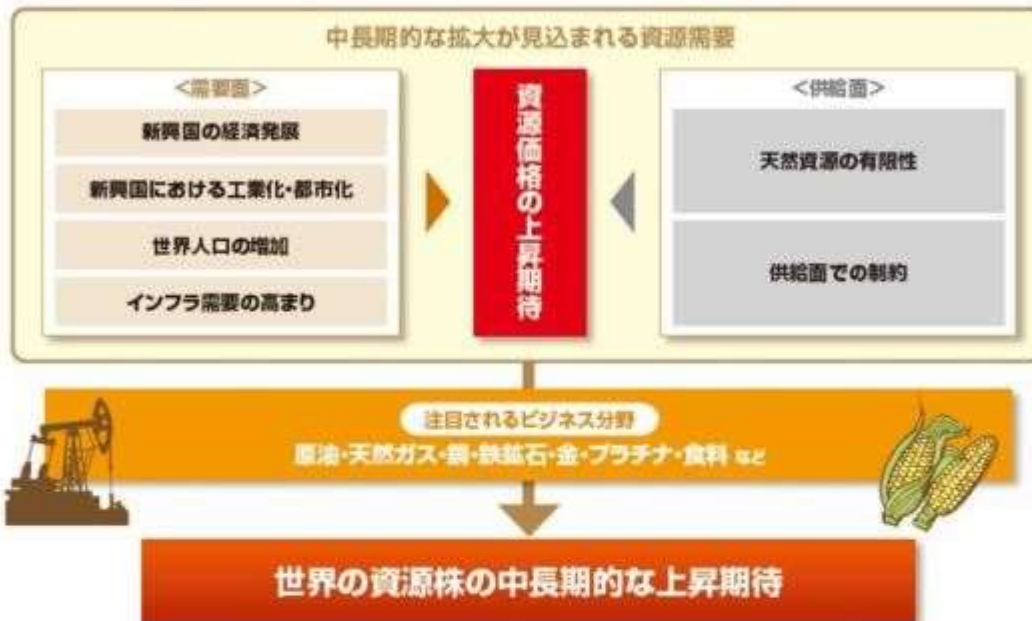 中長期的な拡大が見込まれる資源需要
＜需要面＞
新興国の経済発展
新興国における工業化・都市化
世界人口の増加
インフラ需要の高まり
資源価格の上昇期待
＜供給面＞
天然資源の有限性
供給面での制約
注目されるビジネス分野
原油・天然ガス・銅・鉄鉱石・金・プラチナ・食料 など
世界の資源株の中長期的な上昇期待